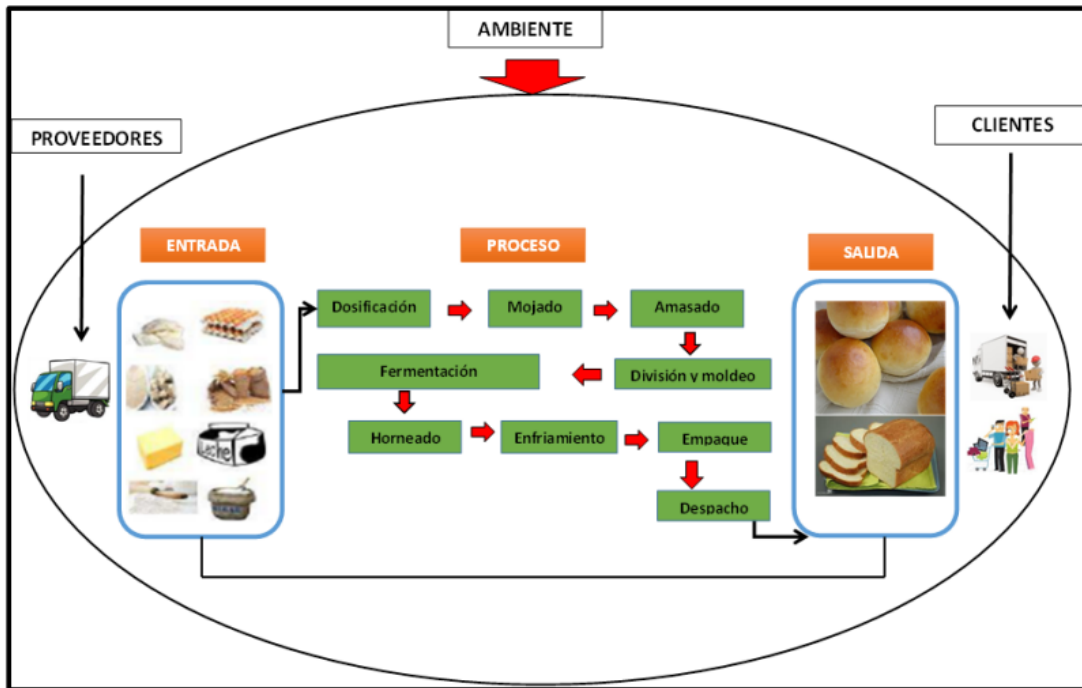 AMBIENTE
PROVEEDORES
CLIENTES
ENTRADA
PROCESO
SALIDA
Dosificación
Mojado
Amasado
Fermentación
División y moldeo
Horneado
Enfriamiento
Empaque
Despacho
Leche